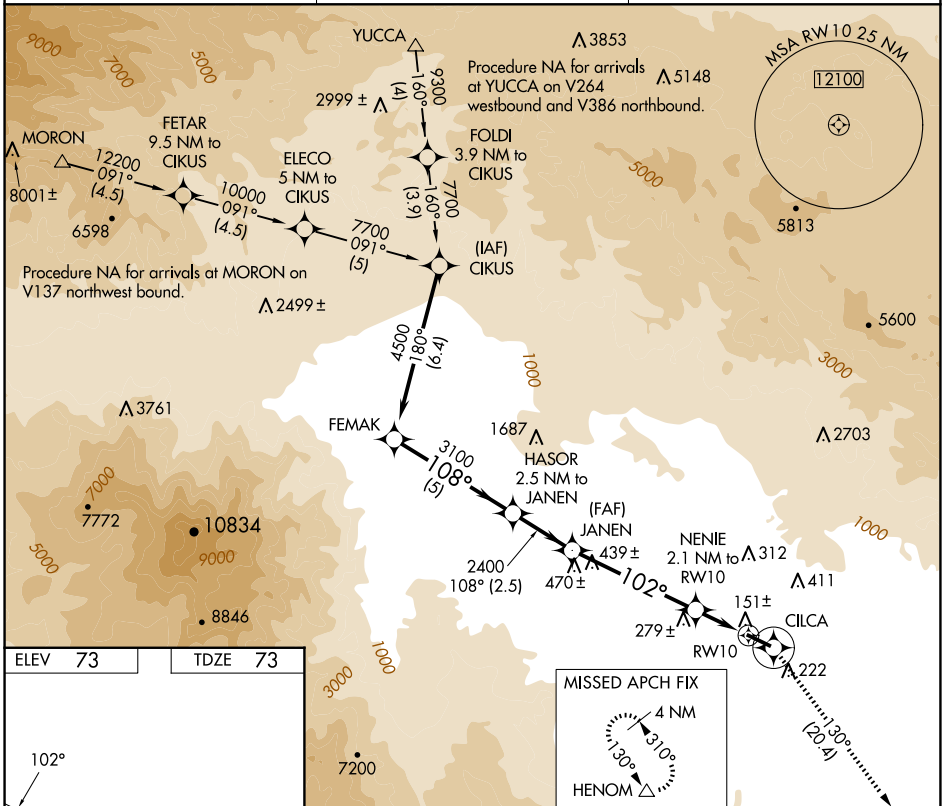 9000
7000
5000
YUCCA
3853
MSA RW10 25 NM
12100
9300
160°
(4)
Procedure NA for arrivals
at YUCCA on V264
westbound and V386 northbound.
5148
2999 ±
MORON
8001±
12200
091°
(4.5)
FETAR
9.5 NM to
CIKUS
10000
091°
(4.5)
ELECO
5 NM to
CIKUS
FOLDI
3.9 NM to
CIKUS
7700
160°
(3.9)
5000
5813
6598
7700
091°
(5)
(IAF)
CIKUS
Procedure NA for arrivals at MORON on
V137 northwest bound.
2499 ±
4500
180°
(6.4)
1000
5600
3000
3761
FEMAK
1687
2703
3100
108°
(5)
HASOR
2.5 NM to
JANEN
7000
7772
10834
9000
5000
(FAF)
JANEN
439 ±
470 ±
2400
108° (2.5)
1000
NENIE
2.1 NM to
RW10
312
411
102°
279 ±
151±
CILCA
RW10
222
8846
1000
3000
ELEV 73
TDZE 73
102°
7200
MISSED APCH FIX
4 NM
130°
310°
HENOM
130°
(20.4)